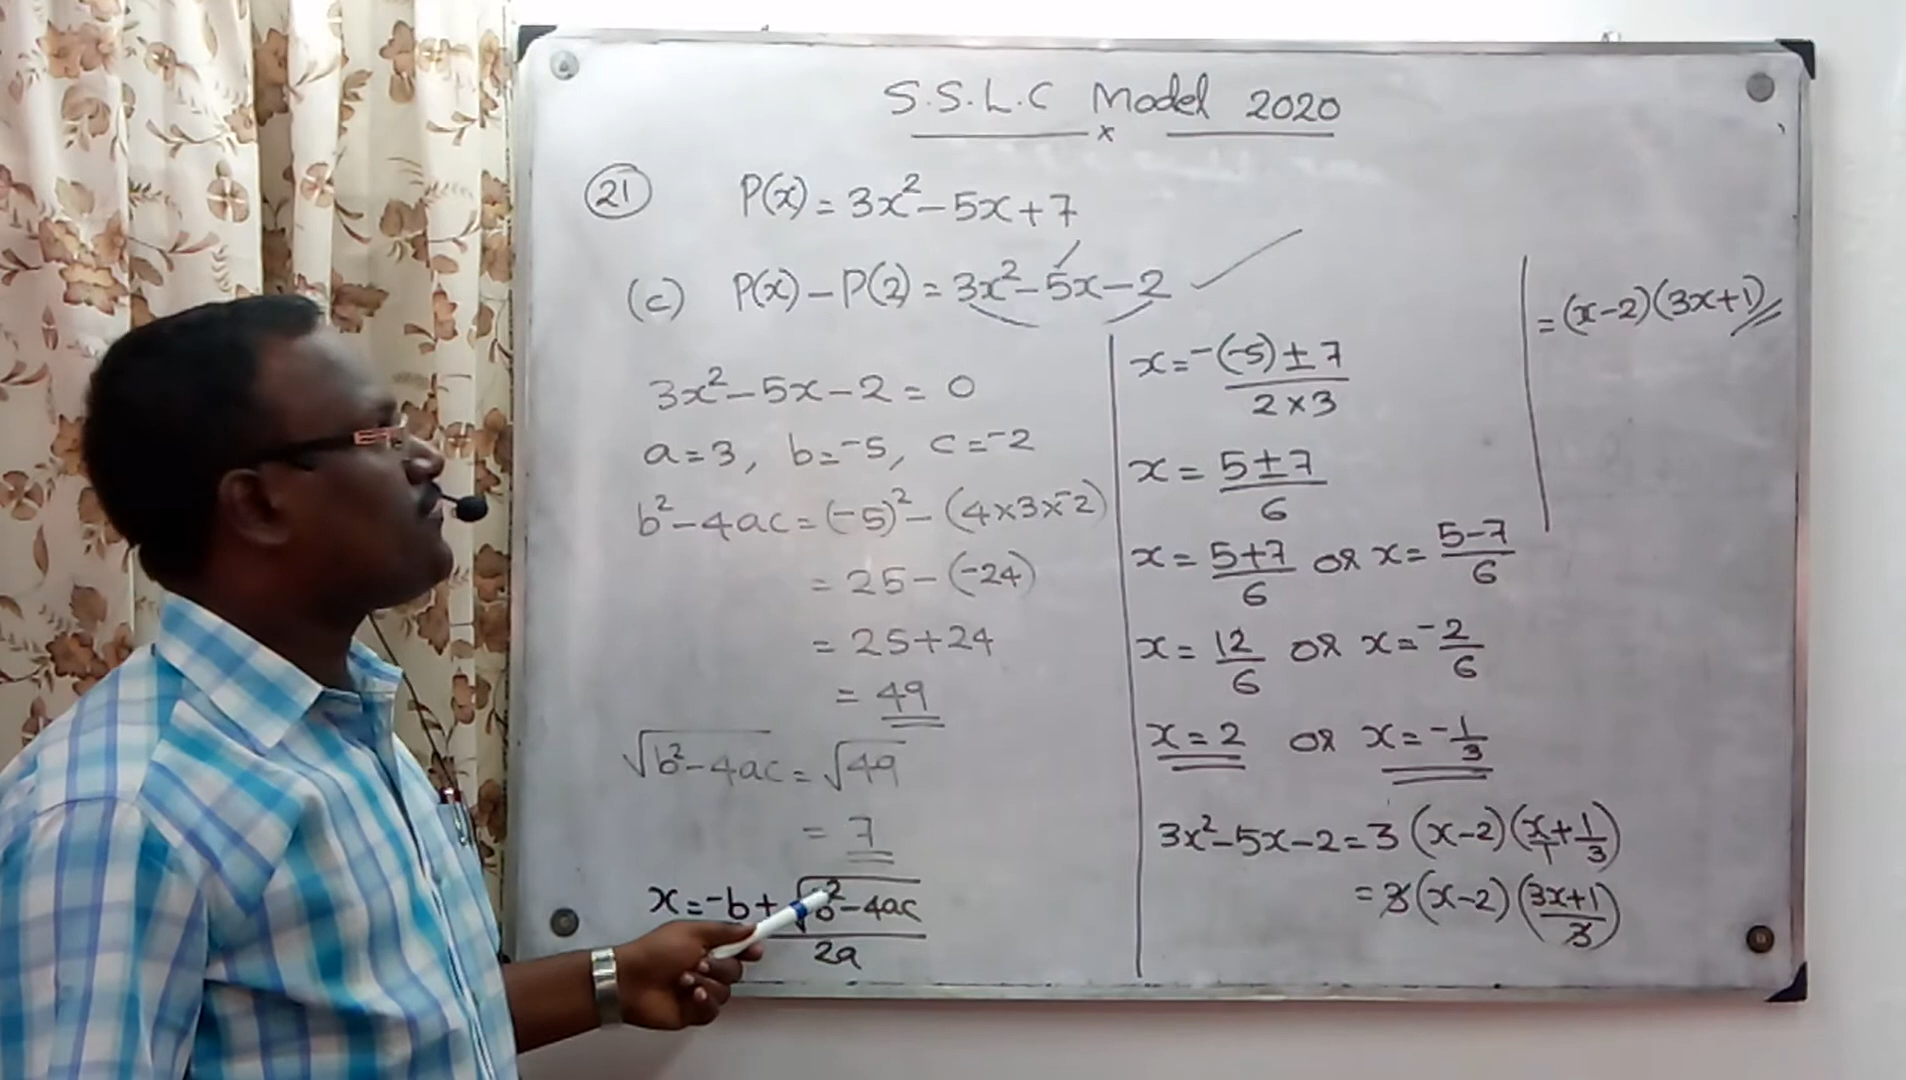 S.S.L.C Model 2020
x
21 P(x) = 3x² - 5x + 7
(c) P(x) - P(2) = 3x² - 5x - 2
3x² - 5x - 2 = 0
a = 3, b = -5, c = -2
b² - 4ac = (-5)² - (4×3×-2)
= 25 - (-24)
= 25 + 24
= 49
√b² - 4ac = √49
= 7
x = -b + √b² - 4ac / 2a
x = -(-5) ± 7 / 2 × 3
x = 5 ± 7 / 6
x = 5+7 / 6 or x = 5-7 / 6
x = 12/6 or x = -2/6
x = 2 or x = -1/3
3x² - 5x - 2 = 3 (x-2) (x/1 + 1/3)
= 3 (x-2) (3x+1 / 3)
= (x-2) (3x+1)